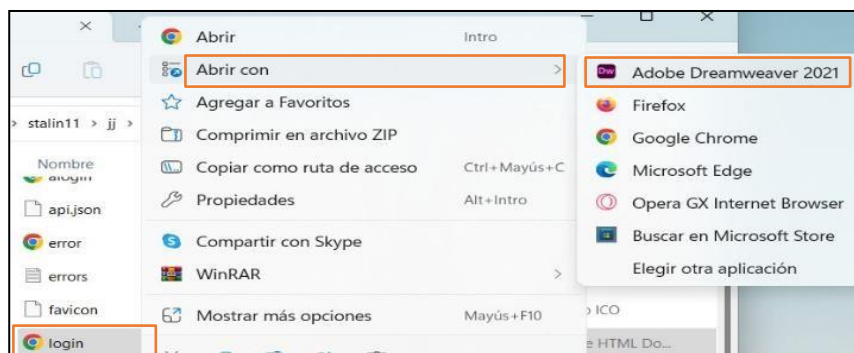 Abrir Intro
Abrir con
Adobe Dreamweaver 2021
Agregar a Favoritos
Firefox
stalin11 > jj >
Comprimir en archivo ZIP
Google Chrome
Nombre
Copiar como ruta de acceso Ctrl+Mayús+C
Microsoft Edge
alogin
api.json
Propiedades Alt+Intro
Opera GX Internet Browser
error
Compartir con Skype
Buscar en Microsoft Store
errors
WinRAR
Elegir otra aplicación
favicon
Mostrar más opciones Mayús+F10
ICO
login
HTML Do...